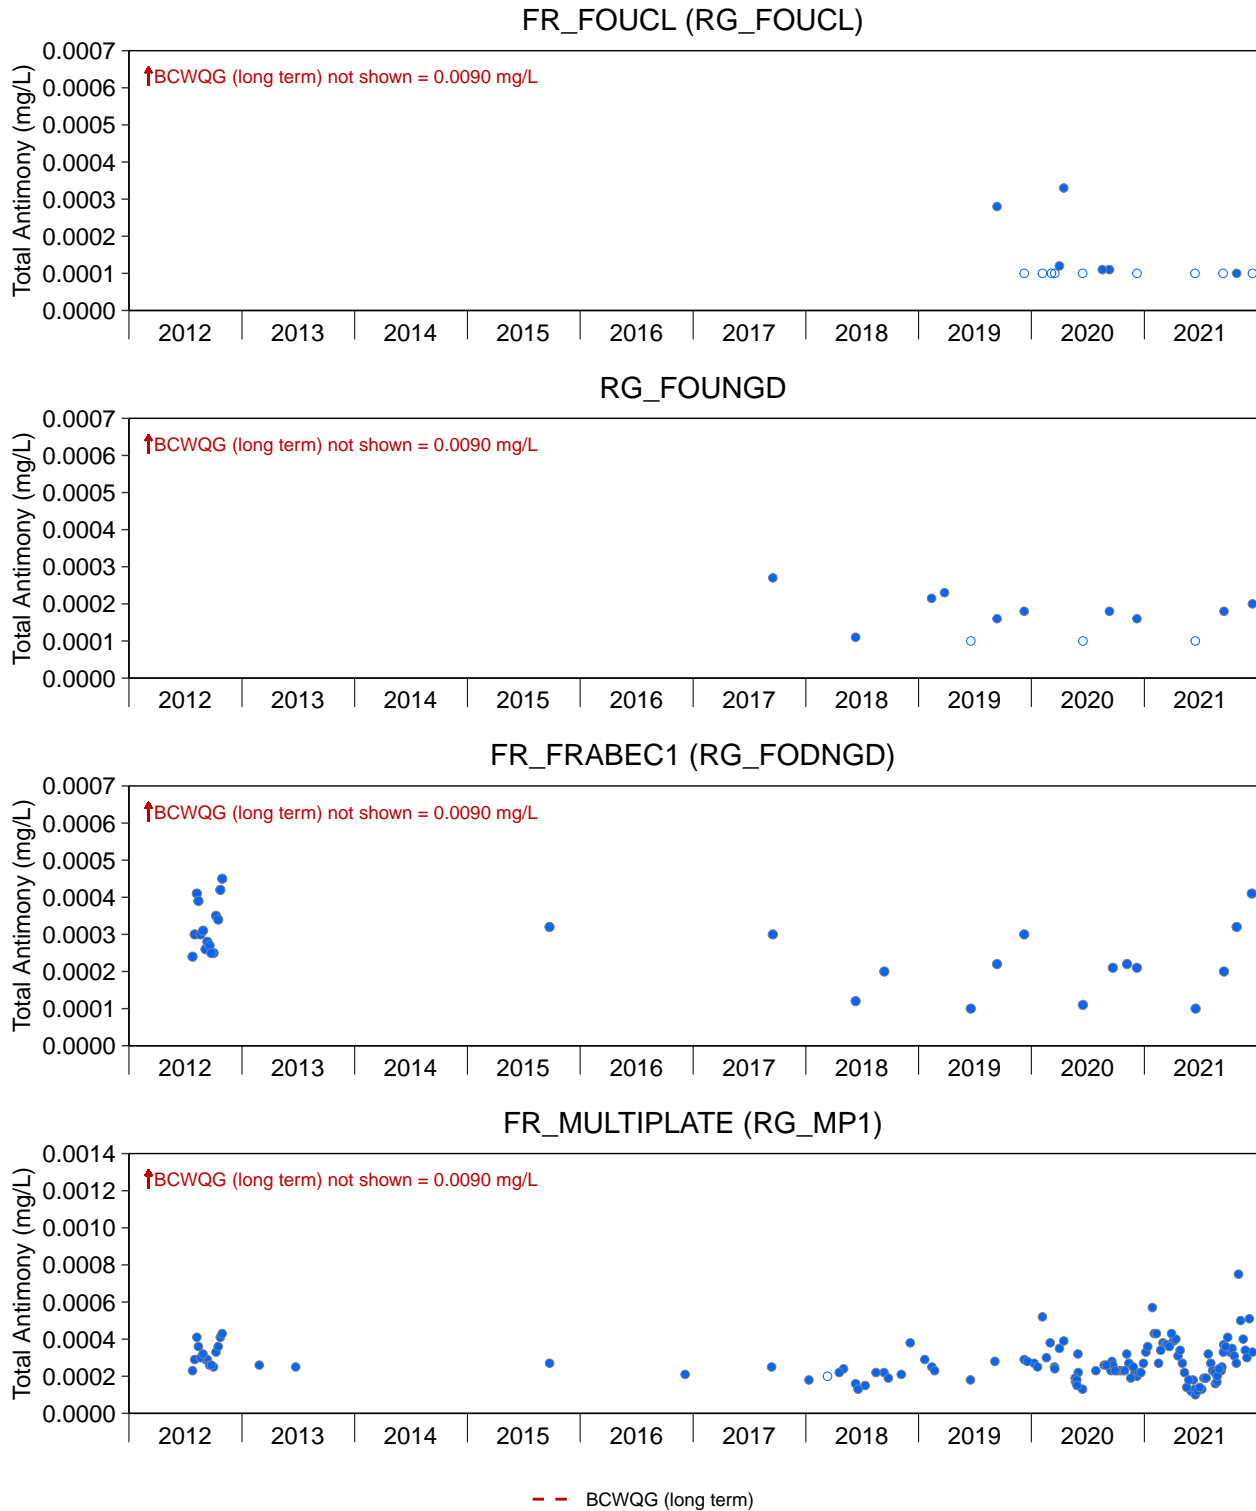 FR_FOUCL (RG_FOUCL)
Total Antimony (mg/L)
0.0007
0.0006
0.0005
0.0004
0.0003
0.0002
0.0001
0.0000
↑BCWQG (long term) not shown = 0.0090 mg/L
2012 2013 2014 2015 2016 2017 2018 2019 2020 2021
RG_FOUNGD
Total Antimony (mg/L)
0.0007
0.0006
0.0005
0.0004
0.0003
0.0002
0.0001
0.0000
↑BCWQG (long term) not shown = 0.0090 mg/L
2012 2013 2014 2015 2016 2017 2018 2019 2020 2021
FR_FRABEC1 (RG_FODNGD)
Total Antimony (mg/L)
0.0007
0.0006
0.0005
0.0004
0.0003
0.0002
0.0001
0.0000
↑BCWQG (long term) not shown = 0.0090 mg/L
2012 2013 2014 2015 2016 2017 2018 2019 2020 2021
FR_MULTIPLATE (RG_MP1)
Total Antimony (mg/L)
0.0014
0.0012
0.0010
0.0008
0.0006
0.0004
0.0002
0.0000
↑BCWQG (long term) not shown = 0.0090 mg/L
2012 2013 2014 2015 2016 2017 2018 2019 2020 2021
BCWQG (long term)